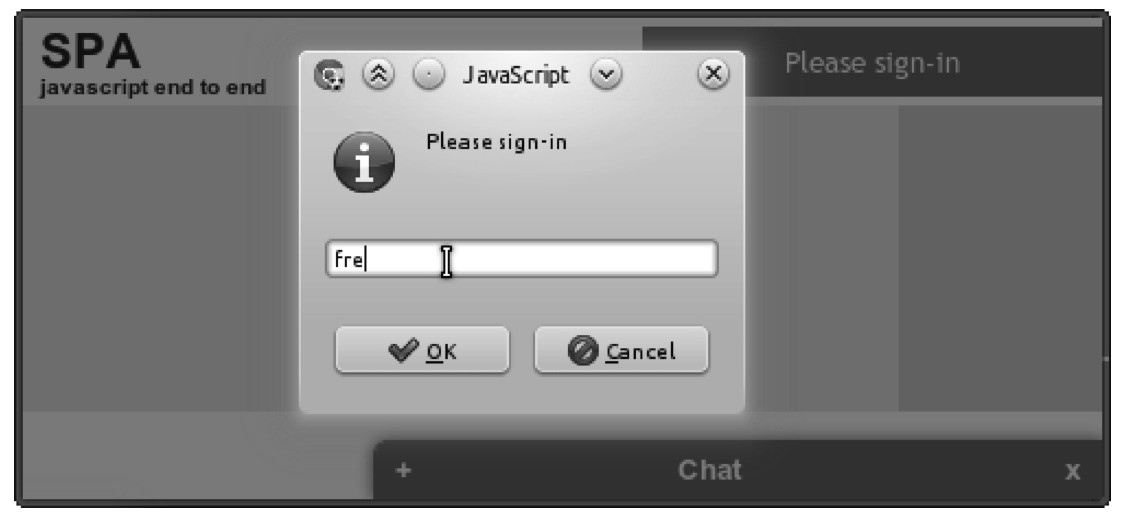 SPA
javascript end to end
JavaScript
Please sign-in
Please sign-in
fre
OK
Cancel
+ Chat x